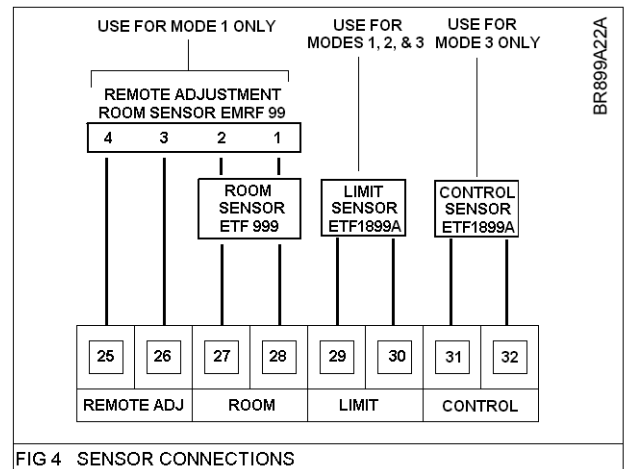 USE FOR MODE 1 ONLY
USE FOR
MODES 1, 2, & 3
USE FOR
MODE 3 ONLY
BR899A22A
REMOTE ADJUSTMENT
ROOM SENSOR EMRF 99
4 3 2 1
ROOM
SENSOR
ETF 999
LIMIT
SENSOR
ETF1899A
CONTROL
SENSOR
ETF1899A
25 26 27 28 29 30 31 32
REMOTE ADJ ROOM LIMIT CONTROL
FIG 4 SENSOR CONNECTIONS